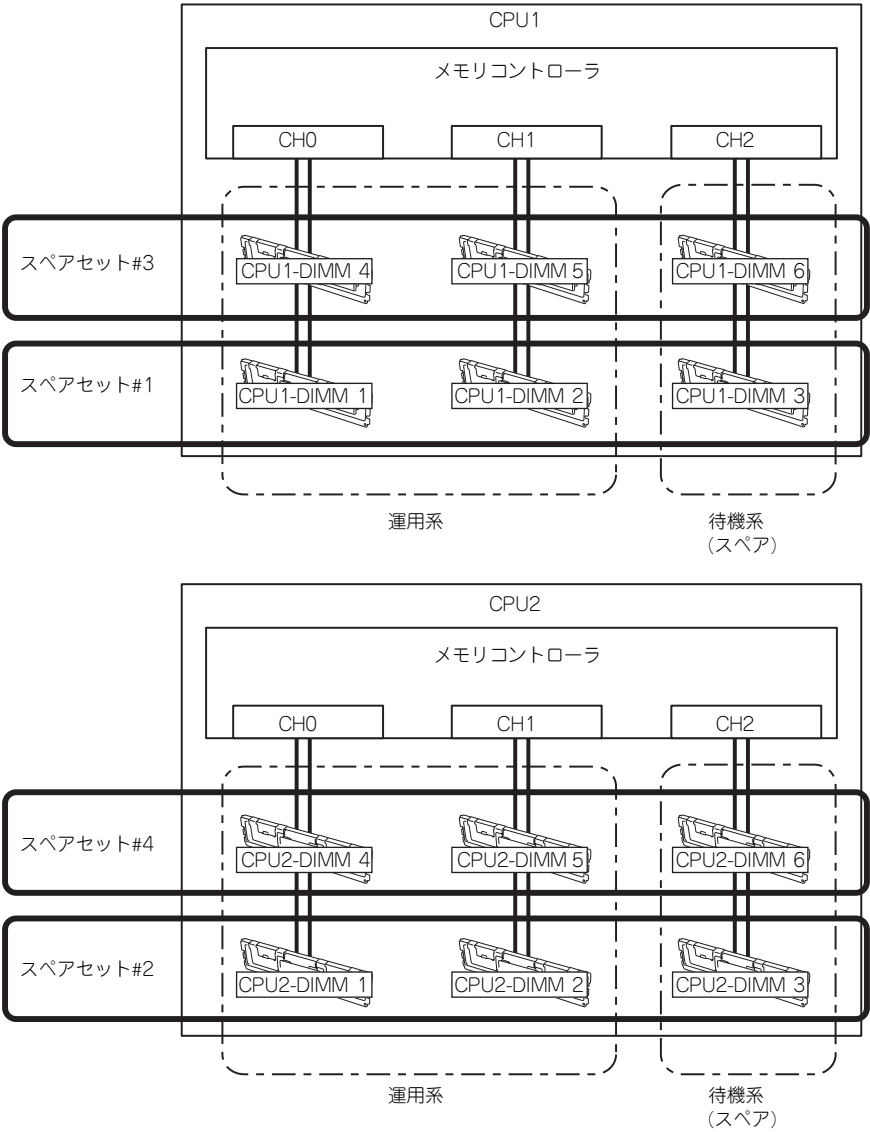 CPU1
メモリコントローラ
CH0
CH1
CH2
スペアセット#3
CPU1-DIMM 4
CPU1-DIMM 5
CPU1-DIMM 6
スペアセット#1
CPU1-DIMM 1
CPU1-DIMM 2
CPU1-DIMM 3
運用系
待機系
(スペア)
CPU2
メモリコントローラ
CH0
CH1
CH2
スペアセット#4
CPU2-DIMM 4
CPU2-DIMM 5
CPU2-DIMM 6
スペアセット#2
CPU2-DIMM 1
CPU2-DIMM 2
CPU2-DIMM 3
運用系
待機系
(スペア)